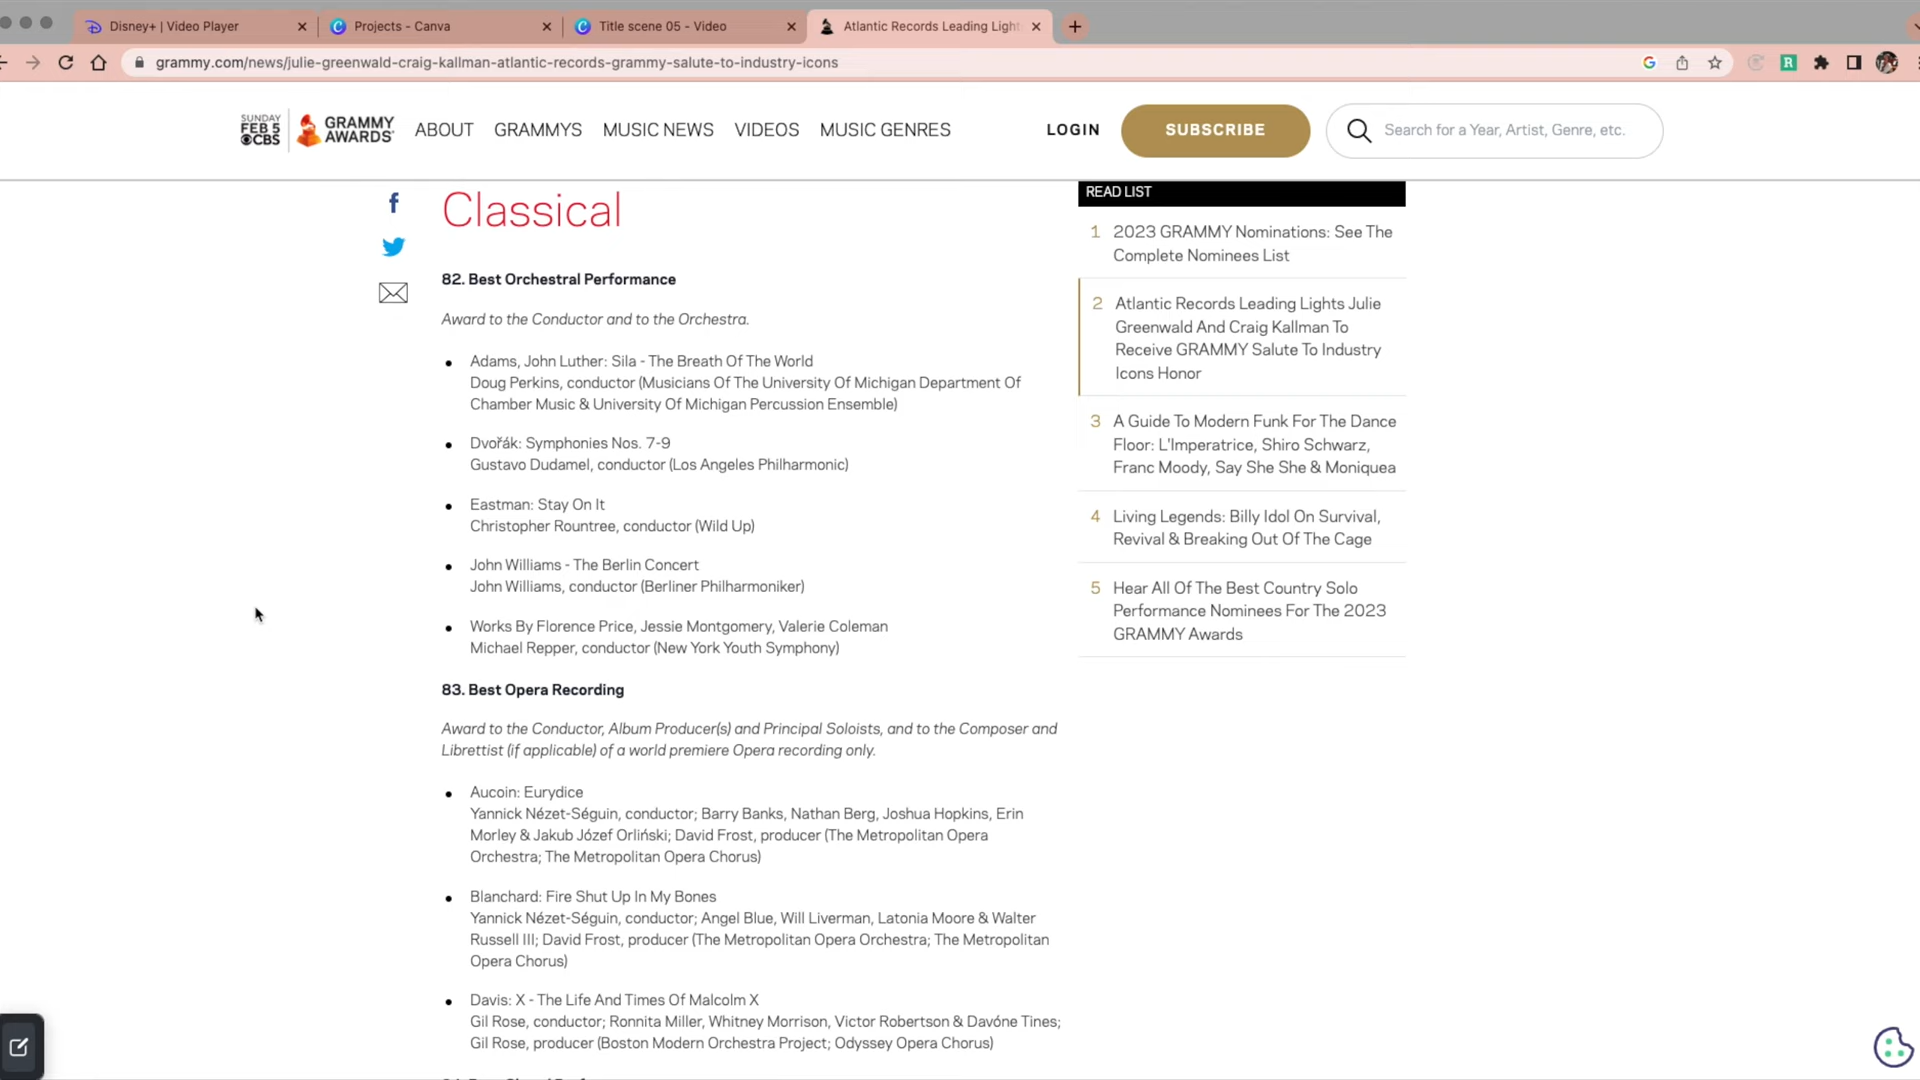 Disney+ | Video Player
Projects - Canva
Title scene 05 - Video
Atlantic Records Leading Light
grammy.com/news/julie-greenwald-craig-kallman-atlantic-records-grammy-salute-to-industry-icons
SUNDAY
FEB 5
CBS
GRAMMY
AWARDS
ABOUT
GRAMMYS
MUSIC NEWS
VIDEOS
MUSIC GENRES
LOGIN
SUBSCRIBE
Search for a Year, Artist, Genre, etc.
Classical
82. Best Orchestral Performance
Award to the Conductor and to the Orchestra.
Adams, John Luther: Sila - The Breath Of The World
Doug Perkins, conductor (Musicians Of The University Of Michigan Department Of
Chamber Music & University Of Michigan Percussion Ensemble)
Dvořák: Symphonies Nos. 7-9
Gustavo Dudamel, conductor (Los Angeles Philharmonic)
Eastman: Stay On It
Christopher Rountree, conductor (Wild Up)
John Williams - The Berlin Concert
John Williams, conductor (Berliner Philharmoniker)
Works By Florence Price, Jessie Montgomery, Valerie Coleman
Michael Repper, conductor (New York Youth Symphony)
83. Best Opera Recording
Award to the Conductor, Album Producer(s) and Principal Soloists, and to the Composer and
Librettist (if applicable) of a world premiere Opera recording only.
Aucoin: Eurydice
Yannick Nézet-Séguin, conductor; Barry Banks, Nathan Berg, Joshua Hopkins, Erin
Morley & Jakub Józef Orliński; David Frost, producer (The Metropolitan Opera
Orchestra; The Metropolitan Opera Chorus)
Blanchard: Fire Shut Up In My Bones
Yannick Nézet-Séguin, conductor; Angel Blue, Will Liverman, Latonia Moore & Walter
Russell III; David Frost, producer (The Metropolitan Opera Orchestra; The Metropolitan
Opera Chorus)
Davis: X - The Life And Times Of Malcolm X
Gil Rose, conductor; Ronnita Miller, Whitney Morrison, Victor Robertson & Davóne Tines;
Gil Rose, producer (Boston Modern Orchestra Project; Odyssey Opera Chorus)
READ LIST
1 2023 GRAMMY Nominations: See The
Complete Nominees List
2 Atlantic Records Leading Lights Julie
Greenwald And Craig Kallman To
Receive GRAMMY Salute To Industry
Icons Honor
3 A Guide To Modern Funk For The Dance
Floor: L'Imperatrice, Shiro Schwarz,
Franc Moody, Say She She & Moniquea
4 Living Legends: Billy Idol On Survival,
Revival & Breaking Out Of The Cage
5 Hear All Of The Best Country Solo
Performance Nominees For The 2023
GRAMMY Awards